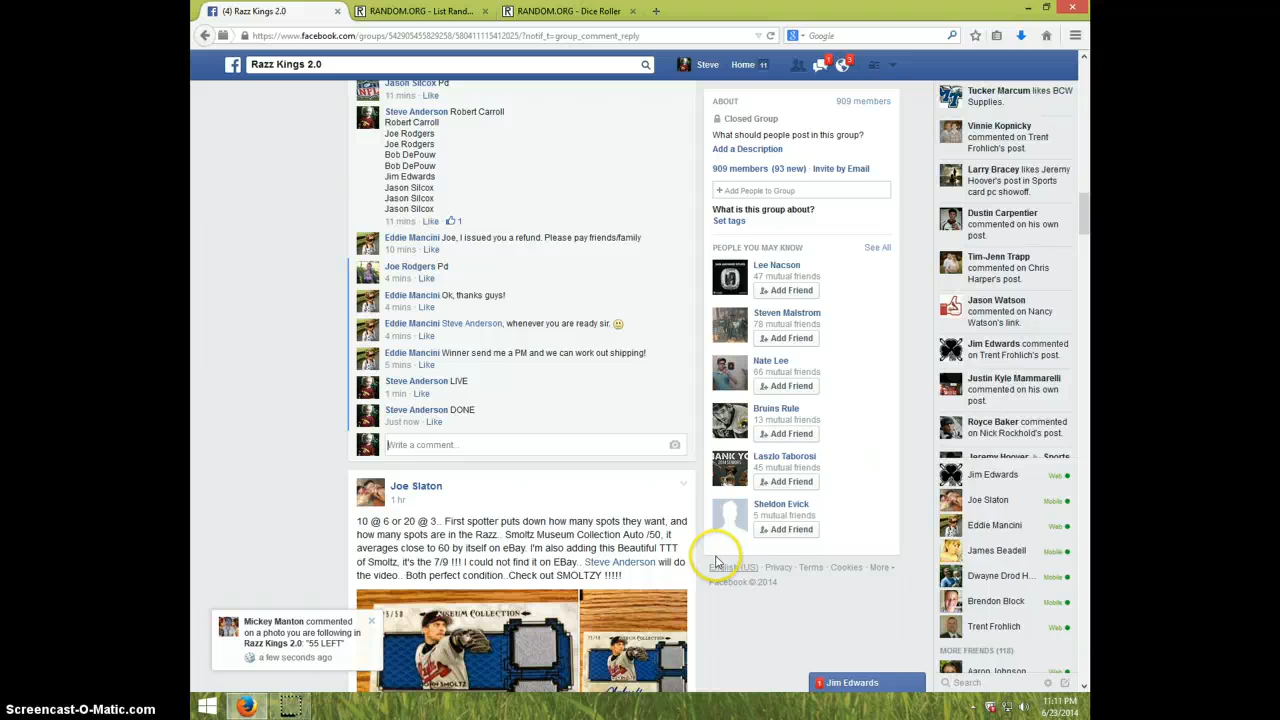 (4) Razz Kings 2.0
RANDOM.ORG - List Rand...
RANDOM.ORG - Dice Roller
https://www.facebook.com/groups/542905455829258/580411115412025/?notif_t=group_comment_reply
Google
Razz Kings 2.0
Steve
Home 11
1
3
Jason Silcox Pd
11 mins · Like
Steve Anderson Robert Carroll
Robert Carroll
Joe Rodgers
Joe Rodgers
Bob DePouw
Bob DePouw
Jim Edwards
Jason Silcox
Jason Silcox
Jason Silcox
11 mins · Like · 1
Eddie Mancini Joe, I issued you a refund. Please pay friends/family
10 mins · Like
Joe Rodgers Pd
4 mins · Like
Eddie Mancini Ok, thanks guys!
4 mins · Like
Eddie Mancini Steve Anderson, whenever you are ready sir.
4 mins · Like
Eddie Mancini Winner send me a PM and we can work out shipping!
5 mins · Like
Steve Anderson LIVE
1 min · Like
Steve Anderson DONE
Just now · Like
Write a comment...
Joe Slaton
1 hr
10 @ 6 or 20 @ 3.. First spotter puts down how many spots they want, and
how many spots are in the Razz.. Smoltz Museum Collection Auto /50, it
averages close to 60 by itself on eBay. I'm also adding this Beautiful TTT
of Smoltz, it's the 7/9 !!! I could not find it on EBay.. Steve Anderson will do
the video.. Both perfect condition..Check out SMOLTZY !!!!!
Mickey Manton commented
on a photo you are following in
Razz Kings 2.0: "55 LEFT"
a few seconds ago
ABOUT
909 members
Closed Group
What should people post in this group?
Add a Description
909 members (93 new) · Invite by Email
+ Add People to Group
What is this group about?
Set tags
PEOPLE YOU MAY KNOW
See All
Lee Nacson
47 mutual friends
Add Friend
Steven Malstrom
78 mutual friends
Add Friend
Nate Lee
66 mutual friends
Add Friend
Bruins Rule
13 mutual friends
Add Friend
Laszlo Taborosi
45 mutual friends
Add Friend
Sheldon Evick
5 mutual friends
Add Friend
English (US) · Privacy · Terms · Cookies · More
Facebook © 2014
Tucker Marcum likes BCW
Supplies.
Vinnie Kopnicky
commented on Trent
Frohlich's post.
Larry Bracey likes Jeremy
Hoover's post in Sports
card pc showoff.
Dustin Carpentier
commented on his own
post.
Tim-Jenn Trapp
commented on Chris
Harper's post.
Jason Watson
commented on Nancy
Watson's link.
Jim Edwards commented
on Trent Frohlich's post.
Justin Kyle Mammarelli
commented on his own
post.
Royce Baker commented
on Nick Rockhold's post.
Jeremy Hoover Sports
Jim Edwards Web
Joe Slaton Mobile
Eddie Mancini Web
James Beadell Mobile
Dwayne Drod H... Mobile
Brendon Block Mobile
Trent Frohlich Web
MORE FRIENDS (118)
Aaron Johnson
1 Jim Edwards
Search
Screencast-O-Matic.com
11:11 PM
6/23/2014